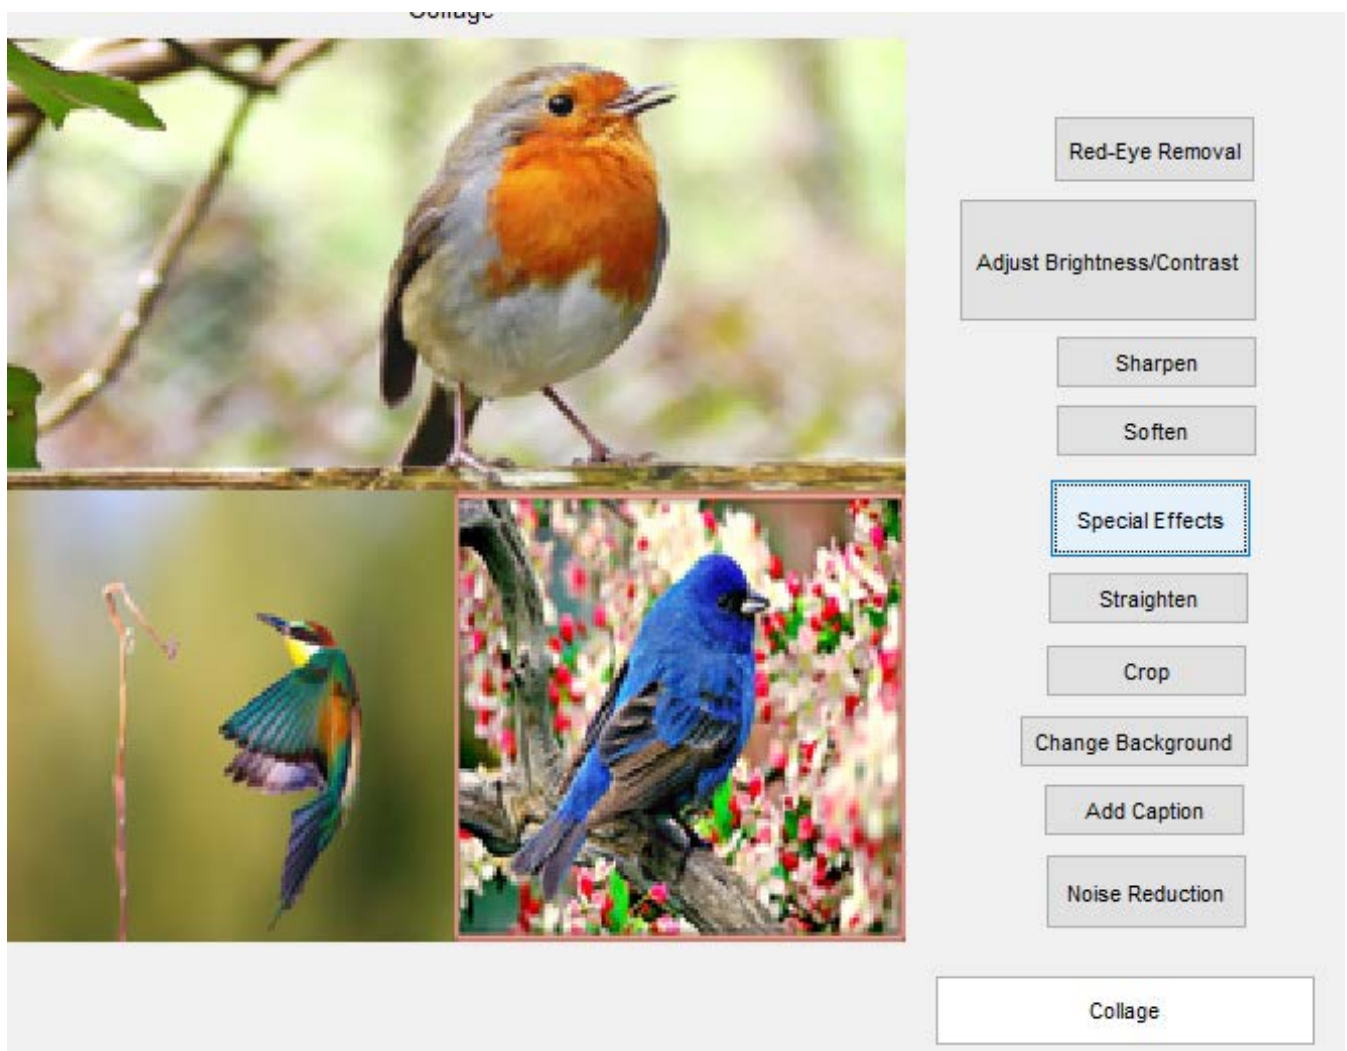 Collage
Red-Eye Removal
Adjust Brightness/Contrast
Sharpen
Soften
Special Effects
Straighten
Crop
Change Background
Add Caption
Noise Reduction
Collage